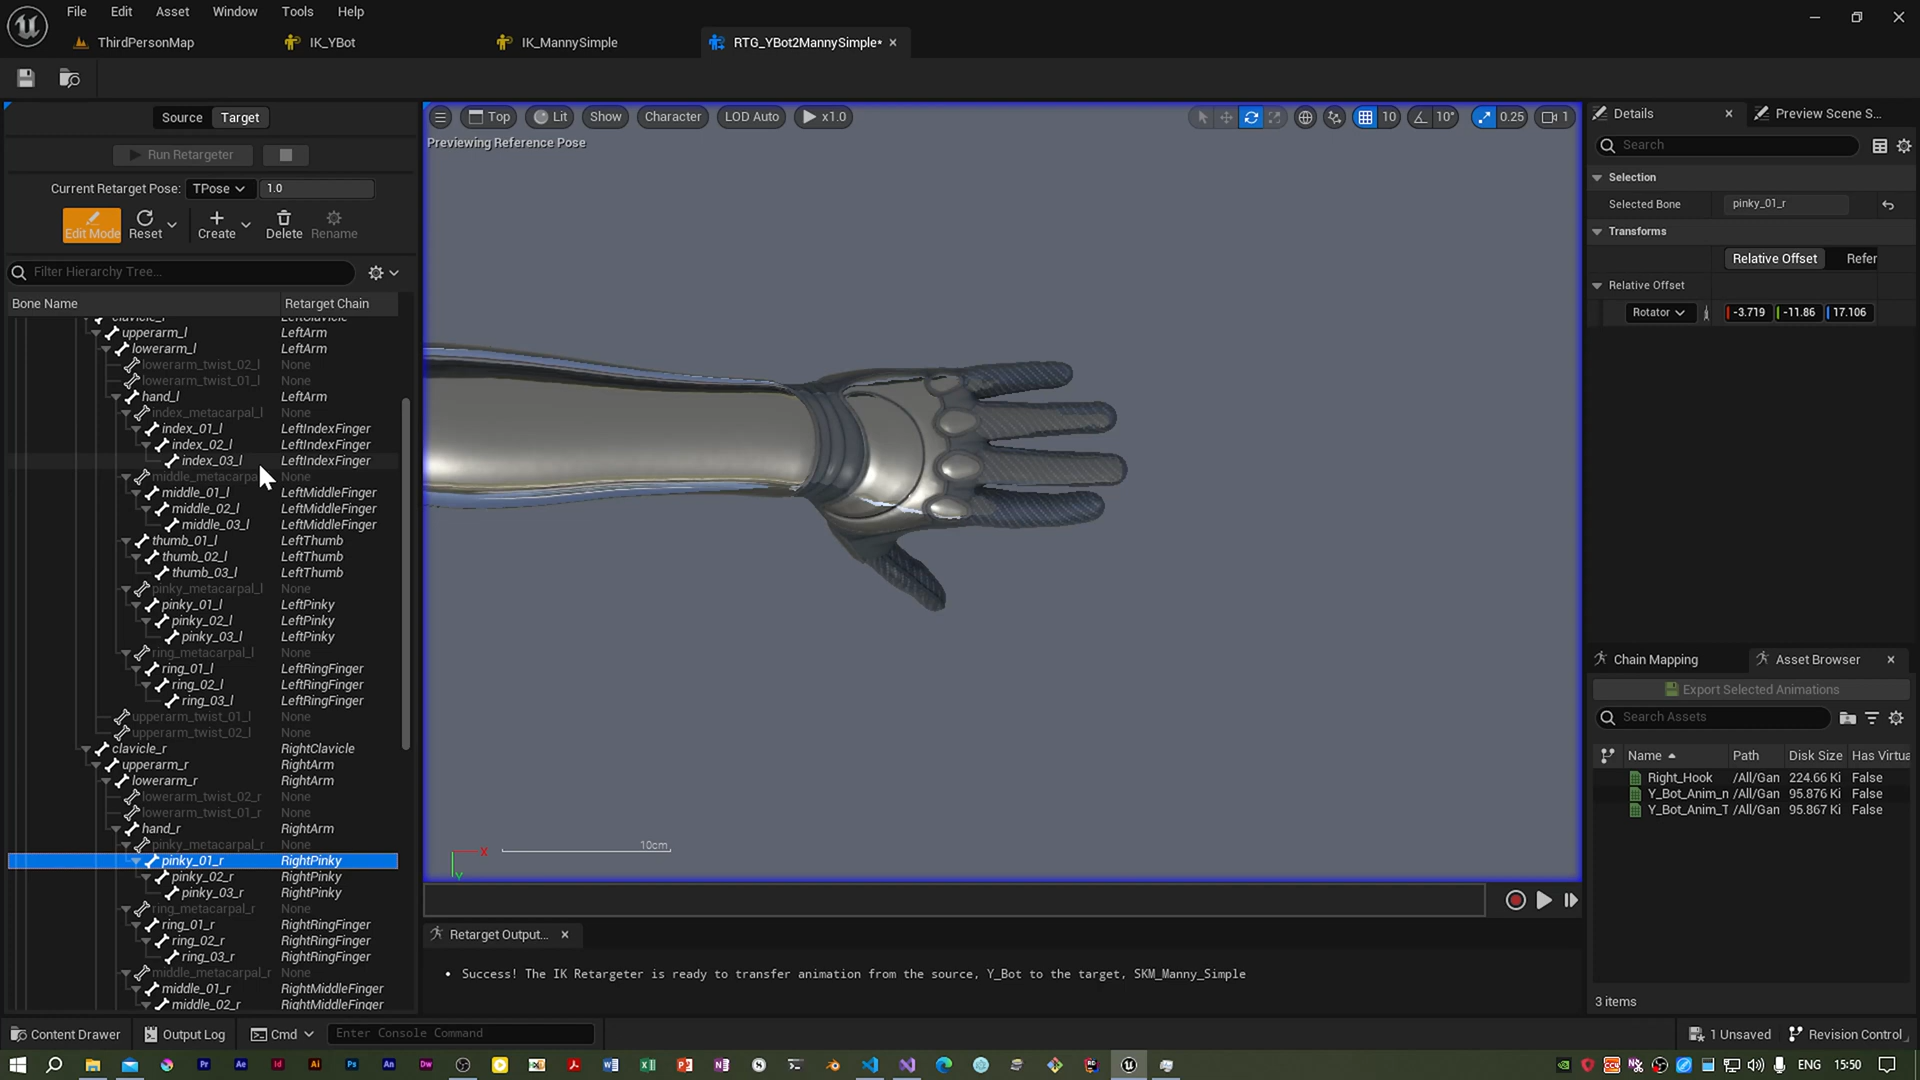 File Edit Asset Window Tools Help
ThirdPersonMap IK_YBot IK_MannySimple RTG_YBot2MannySimple*
Source Target
Run Retargeter
Current Retarget Pose: TPose 1.0
Edit Mode Reset Create Delete Rename
Filter Hierarchy Tree...
Bone Name Retarget Chain
clavicle_l LeftClavicle
upperarm_l LeftArm
lowerarm_l LeftArm
lowerarm_twist_02_l None
lowerarm_twist_01_l None
hand_l LeftArm
index_metacarpal_l None
index_01_l LeftIndexFinger
index_02_l LeftIndexFinger
index_03_l LeftIndexFinger
middle_metacarpa None
middle_01_l LeftMiddleFinger
middle_02_l LeftMiddleFinger
middle_03_l LeftMiddleFinger
thumb_01_l LeftThumb
thumb_02_l LeftThumb
thumb_03_l LeftThumb
pinky_metacarpal_l None
pinky_01_l LeftPinky
pinky_02_l LeftPinky
pinky_03_l LeftPinky
ring_metacarpal_l None
ring_01_l LeftRingFinger
ring_02_l LeftRingFinger
ring_03_l LeftRingFinger
upperarm_twist_01_l None
upperarm_twist_02_l None
clavicle_r RightClavicle
upperarm_r RightArm
lowerarm_r RightArm
lowerarm_twist_02_r None
lowerarm_twist_01_r None
hand_r RightArm
pinky_metacarpal_r None
pinky_01_r RightPinky
pinky_02_r RightPinky
pinky_03_r RightPinky
ring_metacarpal_r None
ring_01_r RightRingFinger
ring_02_r RightRingFinger
ring_03_r RightRingFinger
middle_metacarpal_r None
middle_01_r RightMiddleFinger
middle_02_r RightMiddleFinger
Top Lit Show Character LOD Auto x1.0 10 10° 0.25 1
Previewing Reference Pose
X
Y
10cm
Retarget Output...
Success! The IK Retargeter is ready to transfer animation from the source, Y_Bot to the target, SKM_Manny_Simple
Details Preview Scene S...
Search
Selection
Selected Bone pinky_01_r
Transforms
Relative Offset Refer
Relative Offset
Rotator -3.719 -11.86 17.106
Chain Mapping Asset Browser
Export Selected Animations
Search Assets
Name Path Disk Size Has Virtua
Right_Hook /All/Gan 224.66 Ki False
Y_Bot_Anim_n /All/Gan 95.876 Ki False
Y_Bot_Anim_T /All/Gan 95.867 Ki False
3 items
Content Drawer Output Log Cmd Enter Console Command 1 Unsaved Revision Control
Pr Ae Id Ai Ps An Dw ENG 15:50